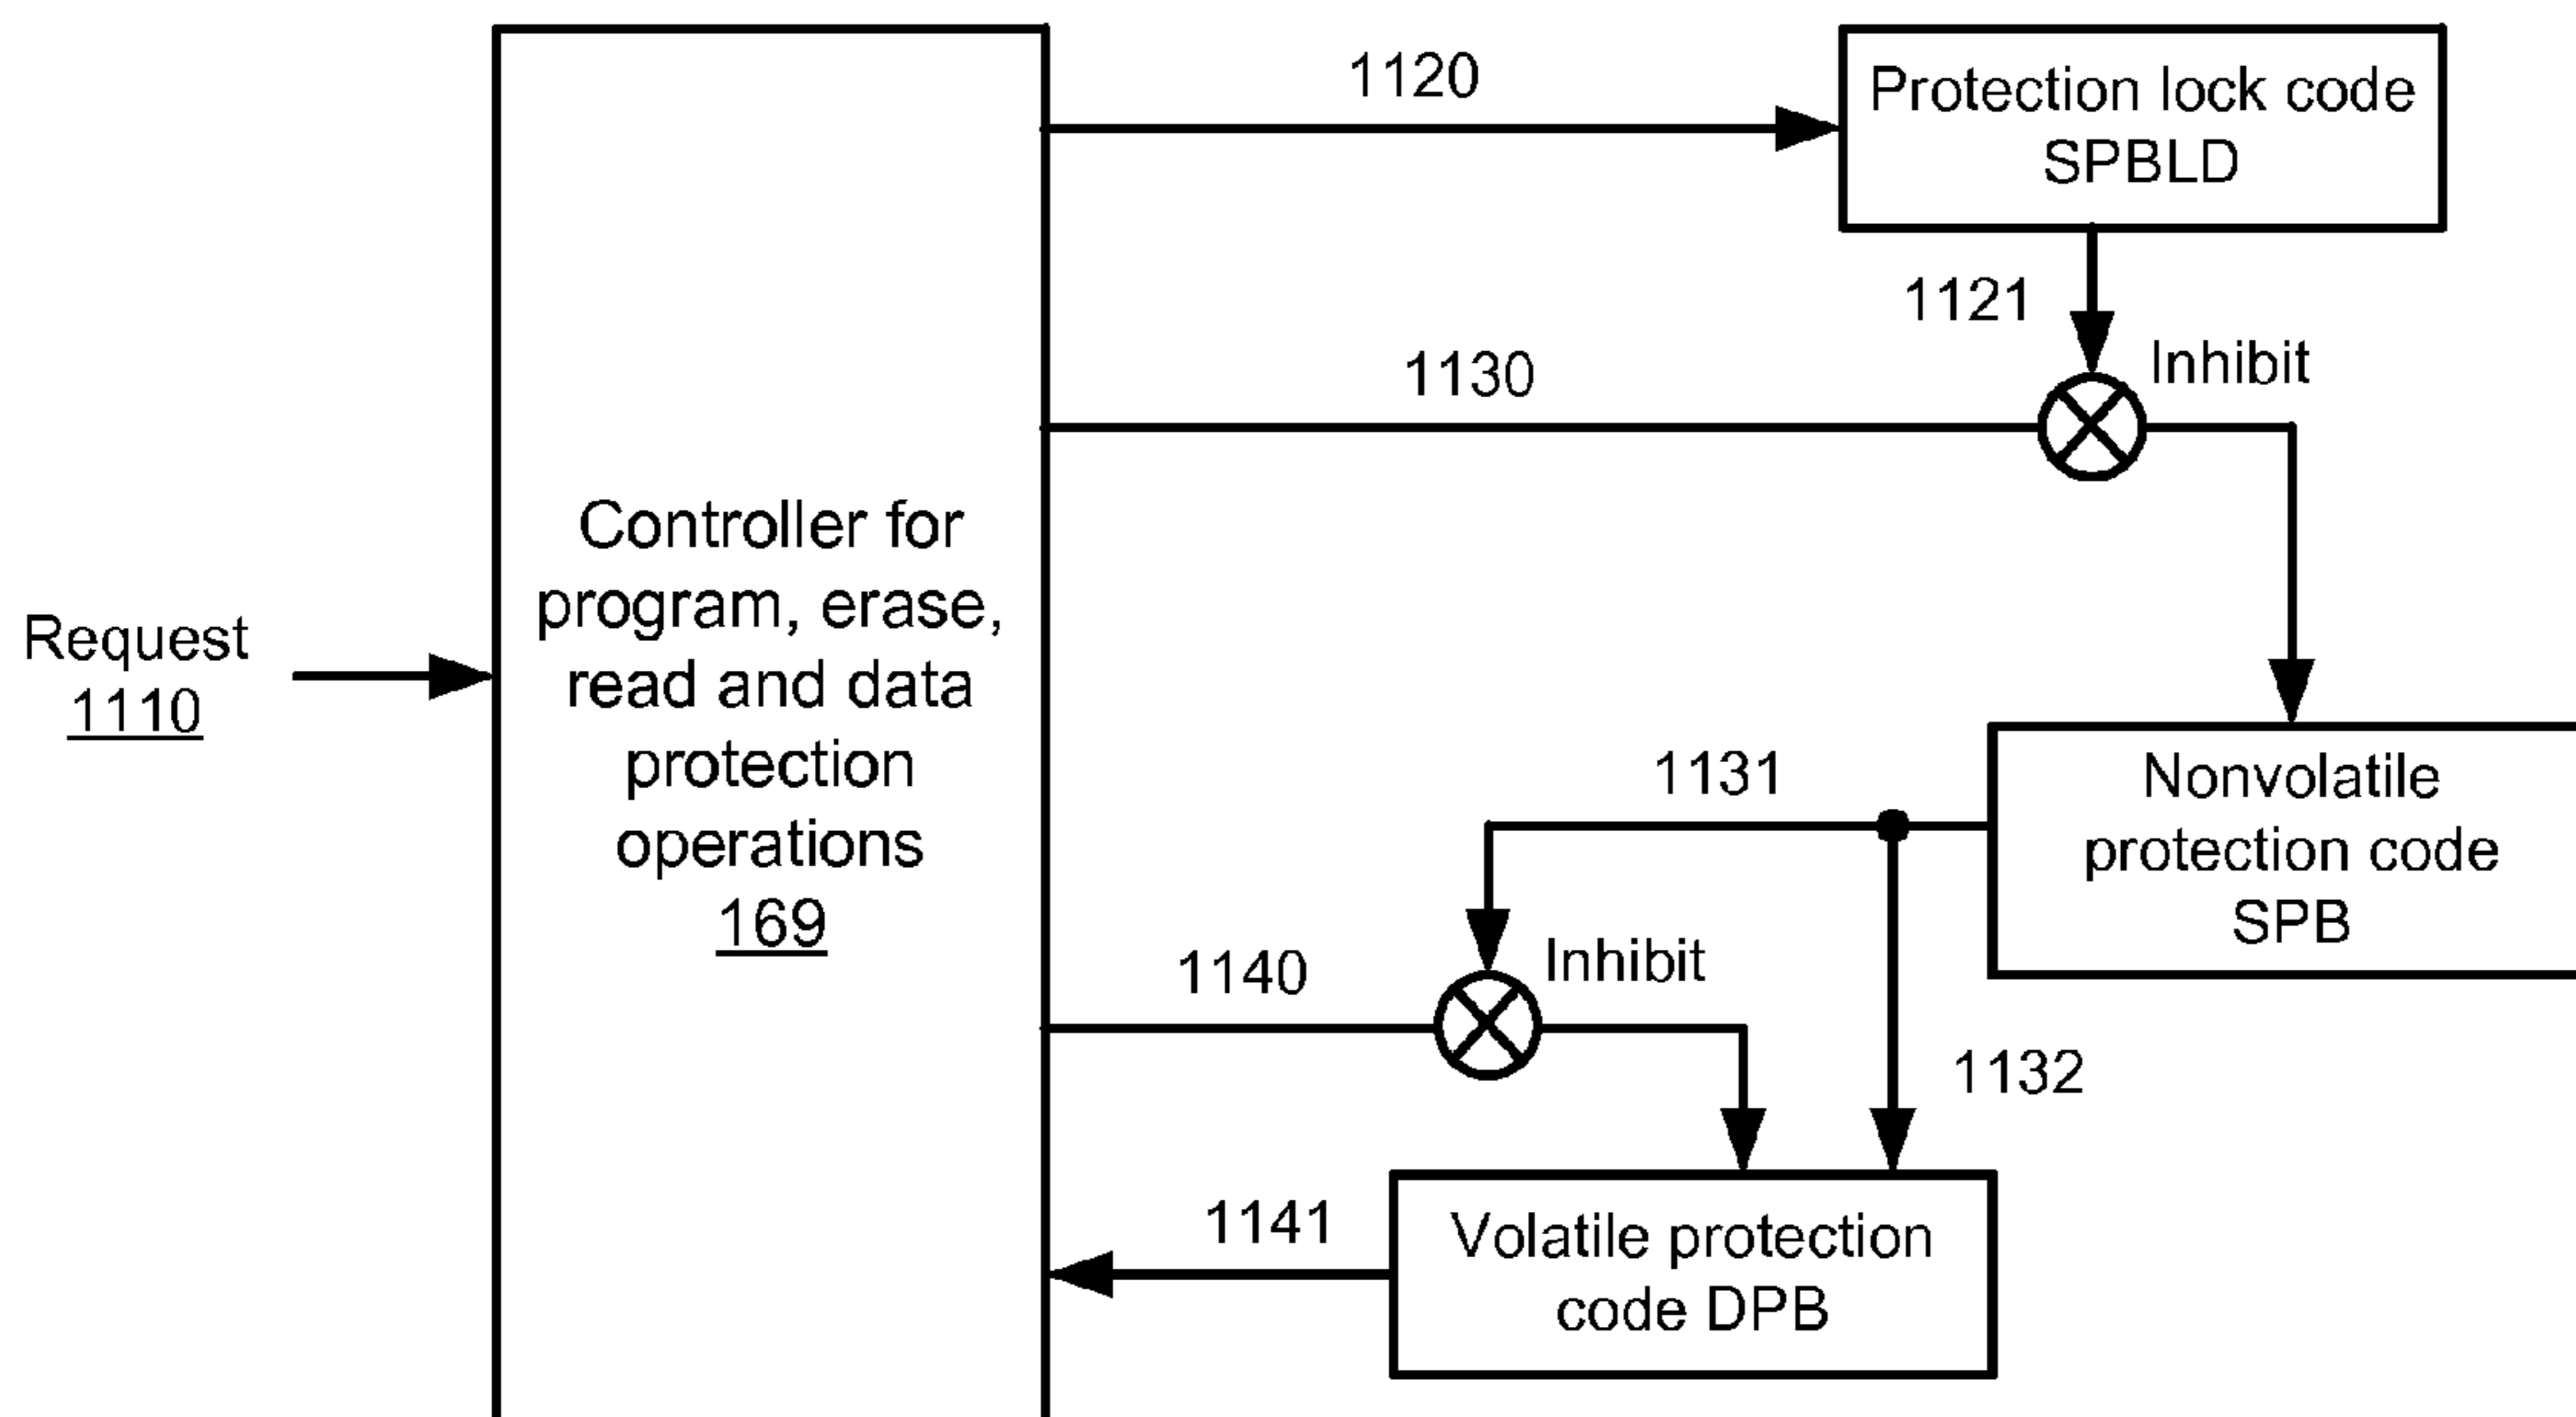 1120
Protection lock code
SPBLD
1121
Inhibit
1130
Controller for
program, erase,
read and data
protection
operations
169
Request
1110
Nonvolatile
protection code
SPB
1131
1140
Inhibit
1132
1141
Volatile protection
code DPB